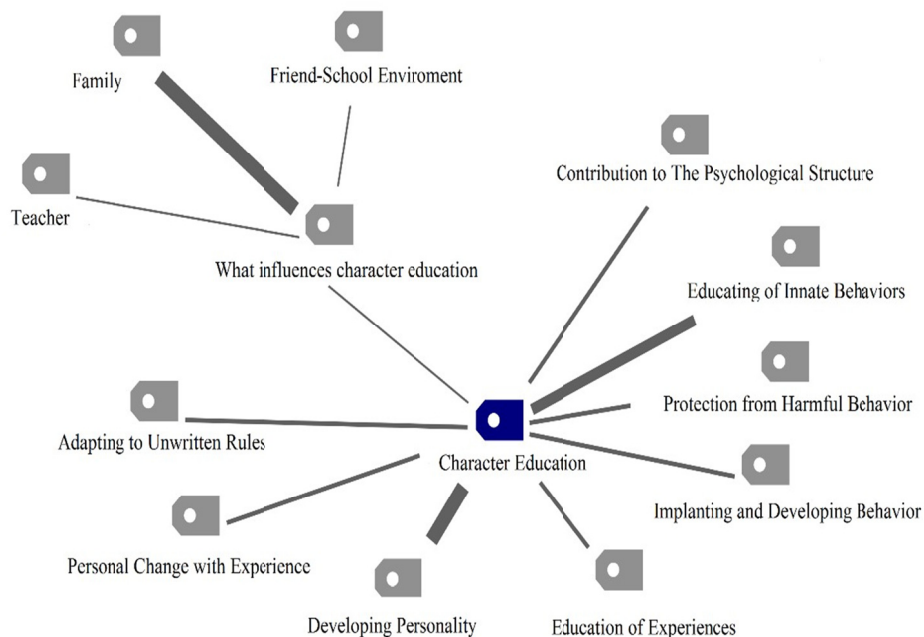 Family
Friend-School Enviroment
Teacher
Contribution to The Psychological Structure
What influences character education
Educating of Innate Behaviors
Protection from Harmful Behavior
Adapting to Unwritten Rules
Character Education
Implanting and Developing Behavior
Personal Change with Experience
Developing Personality
Education of Experiences